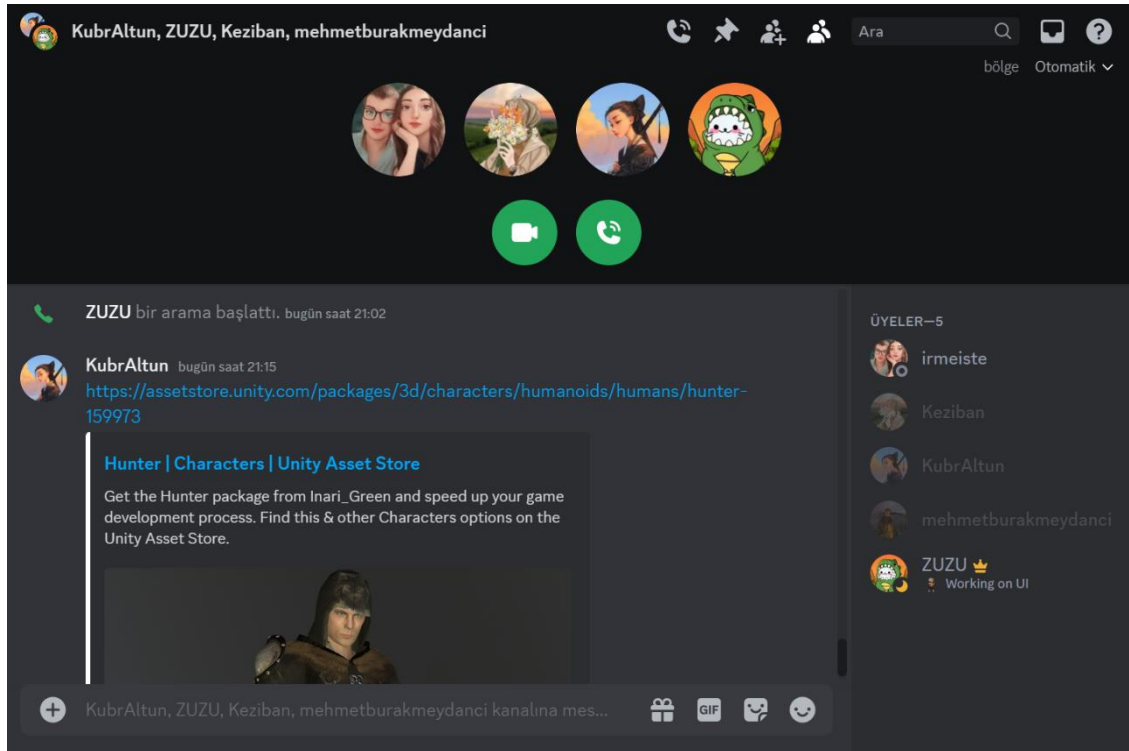 KubrAltun, ZUZU, Keziban, mehmetburakmeydanci
Ara
bölge Otomatik
ZUZU bir arama başlattı. bugün saat 21:02
KubrAltun bugün saat 21:15
https://assetstore.unity.com/packages/3d/characters/humanoids/humans/hunter-
159973
Hunter | Characters | Unity Asset Store
Get the Hunter package from Inari_Green and speed up your game
development process. Find this & other Characters options on the
Unity Asset Store.
KubrAltun, ZUZU, Keziban, mehmetburakmeydanci kanalına mes...
GIF
ÜYELER—5
irmeiste
Keziban
KubrAltun
mehmetburakmeydanci
ZUZU
Working on UI